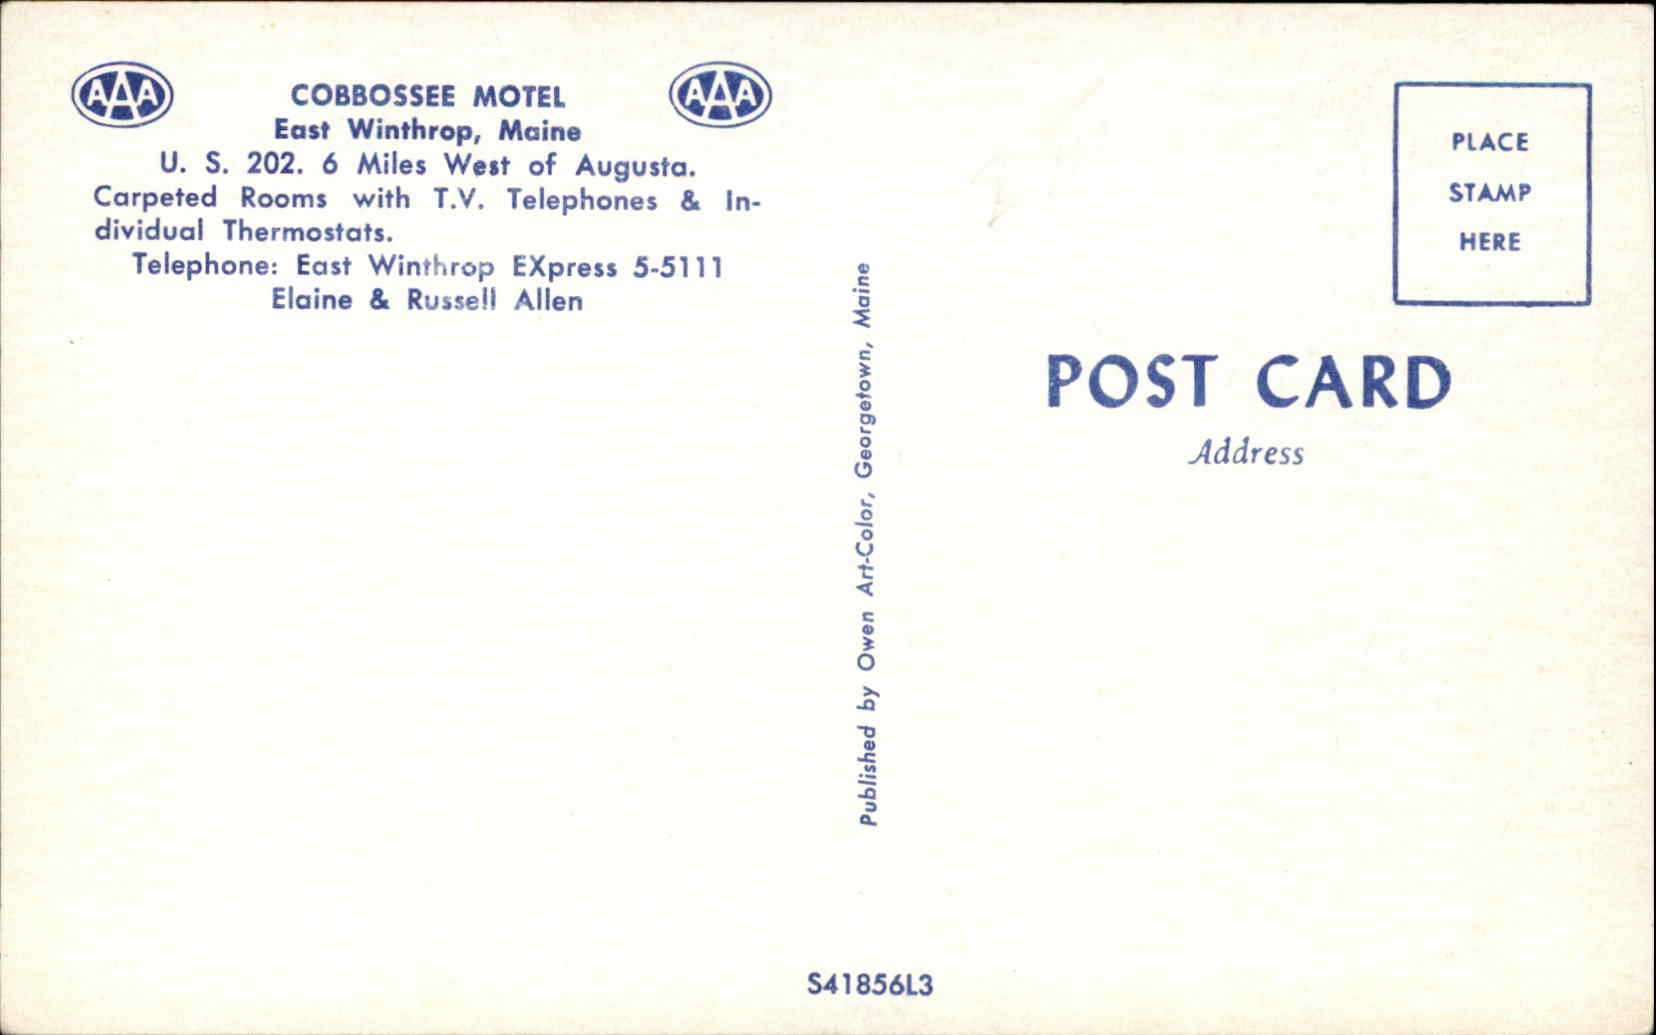 AAA
AAA
COBBOSSEE MOTEL
East Winthrop, Maine
U. S. 202. 6 Miles West of Augusta.
Carpeted Rooms with T.V. Telephones & In-
dividual Thermostats.
Telephone: East Winthrop EXpress 5-5111
Elaine & Russell Allen
Published by Owen Art-Color, Georgetown, Maine
PLACE
STAMP
HERE
POST CARD
Address
S41856L3